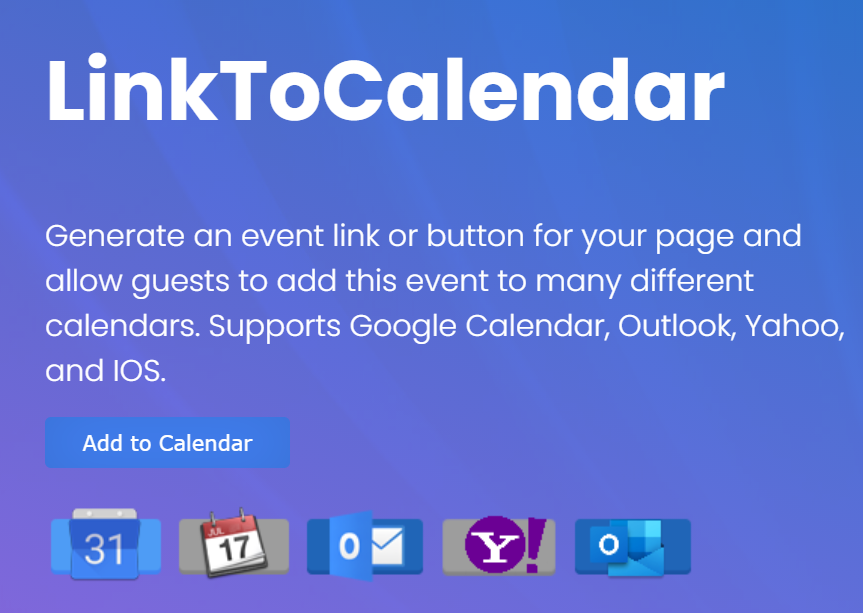 LinkToCalendar
Generate an event link or button for your page and
allow guests to add this event to many different
calendars. Supports Google Calendar, Outlook, Yahoo,
and IOS.
Add to Calendar
31
JUL
17
O
Y!
O